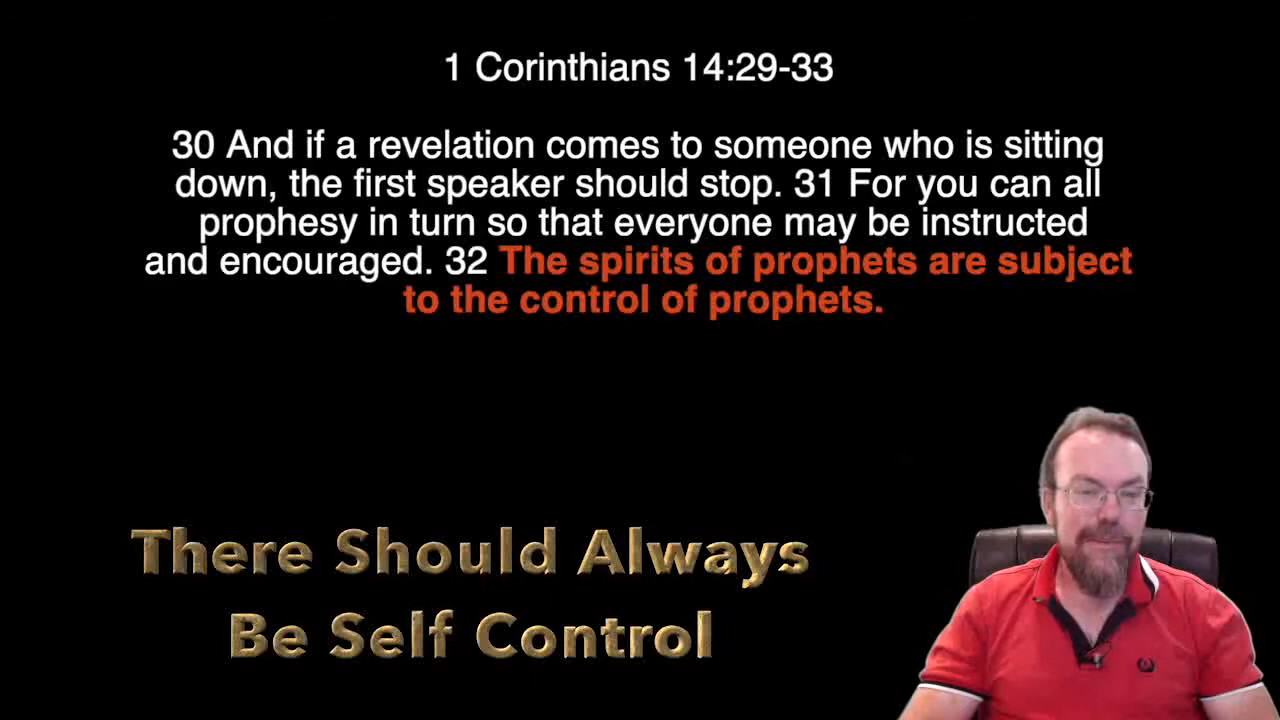 1 Corinthians 14:29-33
30 And if a revelation comes to someone who is sitting
down, the first speaker should stop. 31 For you can all
prophesy in turn so that everyone may be instructed
and encouraged. 32 The spirits of prophets are subject
to the control of prophets.
There Should Always
Be Self Control